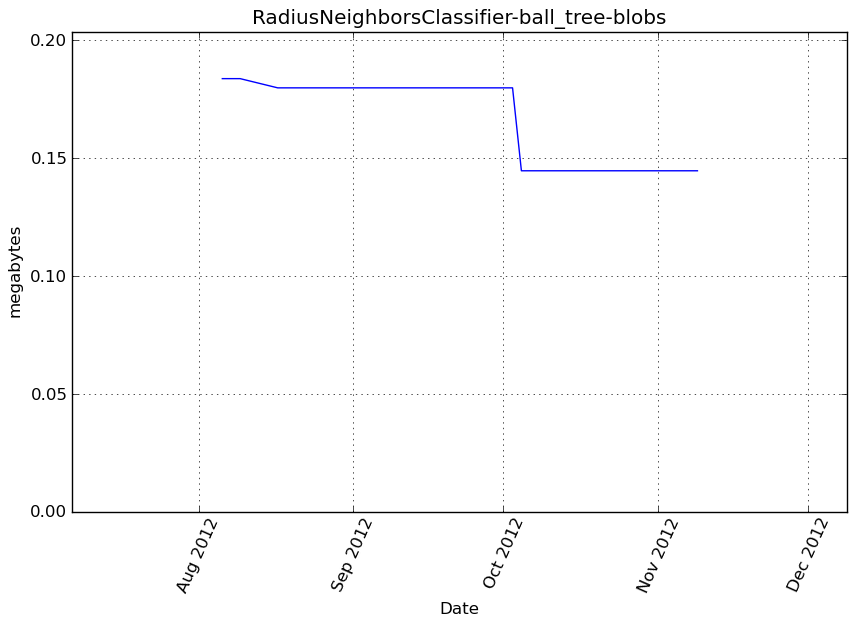 RadiusNeighborsClassifier-ball_tree-blobs
0.20
0.15
0.10
0.05
0.00
megabytes
Aug 2012
Sep 2012
Oct 2012
Nov 2012
Dec 2012
Date